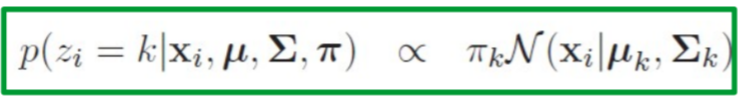 p(z_i = k|𝐱_i, 𝛍, 𝚺, 𝛑) ∝ π_k 𝒩(𝐱_i|𝛍_k, 𝚺_k)